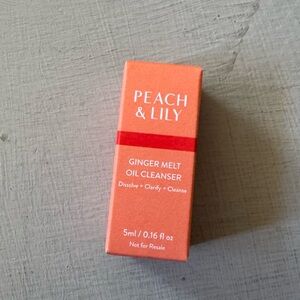 PEACH
& LILY
GINGER MELT
OIL CLEANSER
Dissolve + Clarify + Cleanse
5ml / 0.16 fl oz
Not for Resale